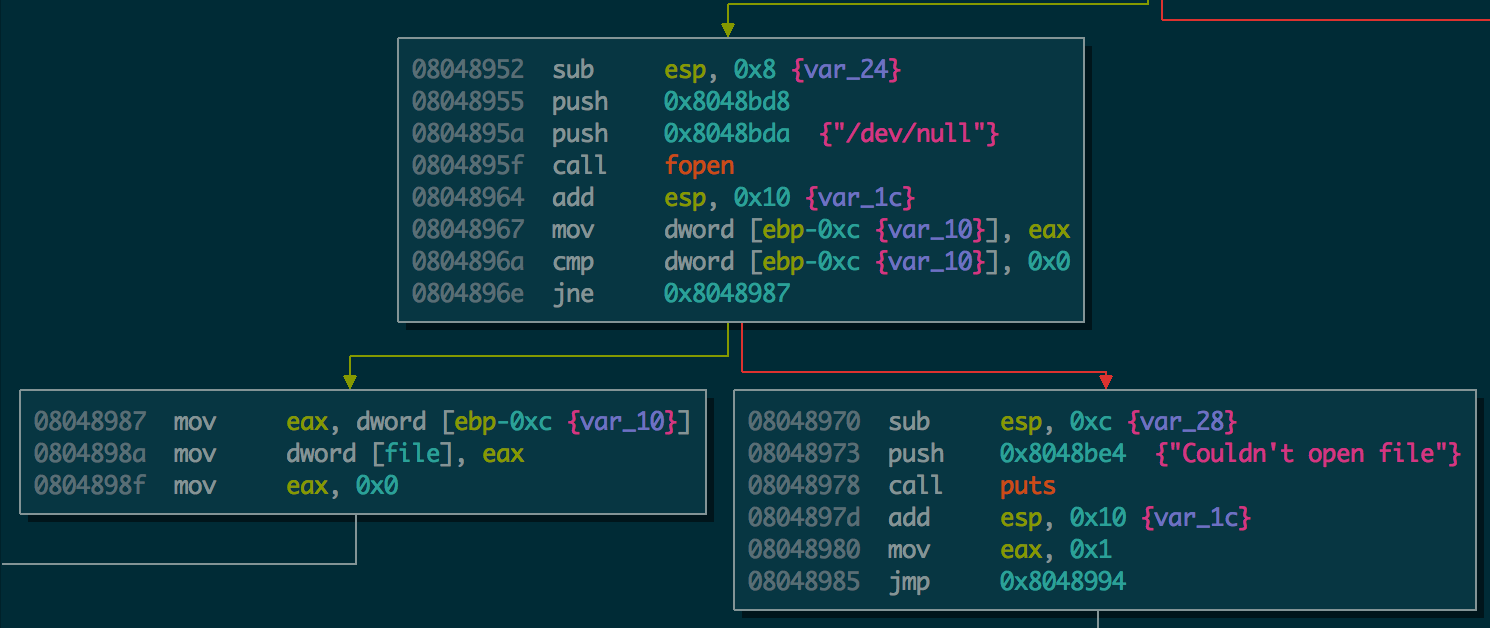 08048952 sub esp, 0x8 {var_24}
08048955 push 0x8048bd8
0804895a push 0x8048bda {"/dev/null"}
0804895f call fopen
08048964 add esp, 0x10 {var_1c}
08048967 mov dword [ebp-0xc {var_10}], eax
0804896a cmp dword [ebp-0xc {var_10}], 0x0
0804896e jne 0x8048987
08048987 mov eax, dword [ebp-0xc {var_10}]
0804898a mov dword [file], eax
0804898f mov eax, 0x0
08048970 sub esp, 0xc {var_28}
08048973 push 0x8048be4 {"Couldn't open file"}
08048978 call puts
0804897d add esp, 0x10 {var_1c}
08048980 mov eax, 0x1
08048985 jmp 0x8048994